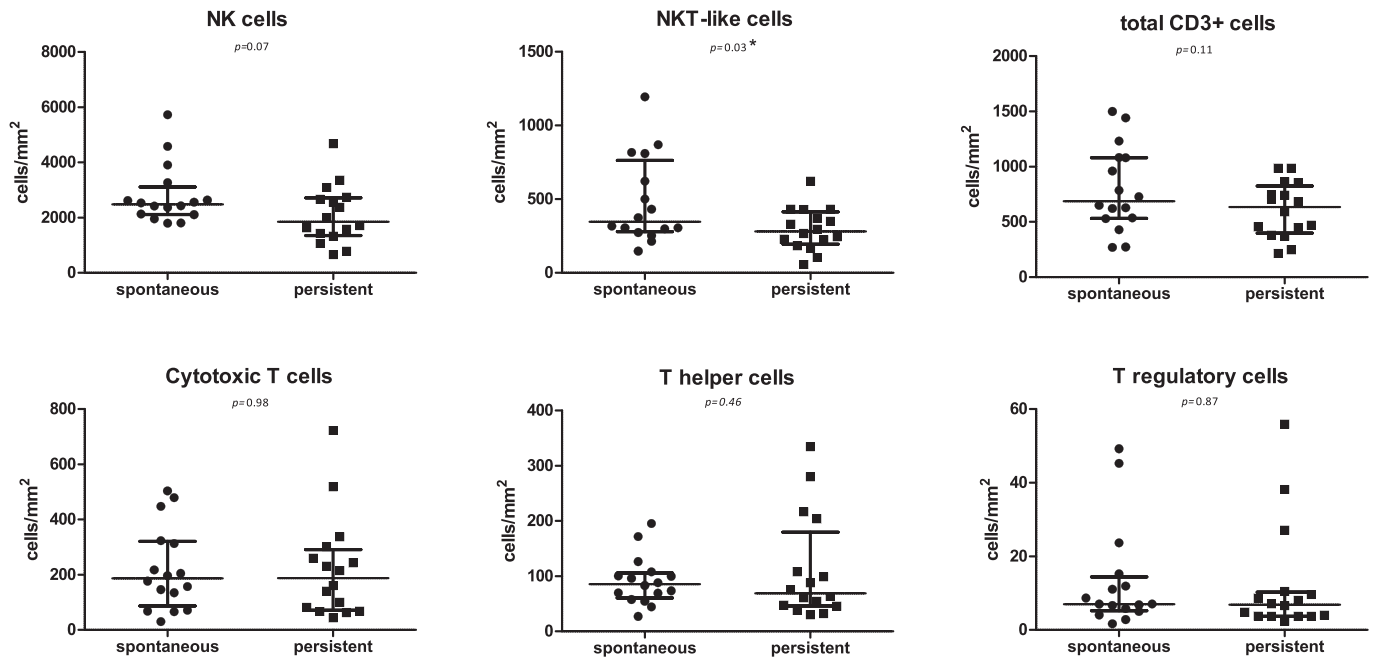 NK cells
p=0.07
8000
6000
4000
2000
0
cells/mm²
spontaneous persistent
NKT-like cells
p=0.03 *
1500
1000
500
0
cells/mm²
spontaneous persistent
total CD3+ cells
p=0.11
2000
1500
1000
500
0
cells/mm²
spontaneous persistent
Cytotoxic T cells
p=0.98
800
600
400
200
0
cells/mm²
spontaneous persistent
T helper cells
p=0.46
400
300
200
100
0
cells/mm²
spontaneous persistent
T regulatory cells
p=0.87
60
40
20
0
cells/mm²
spontaneous persistent